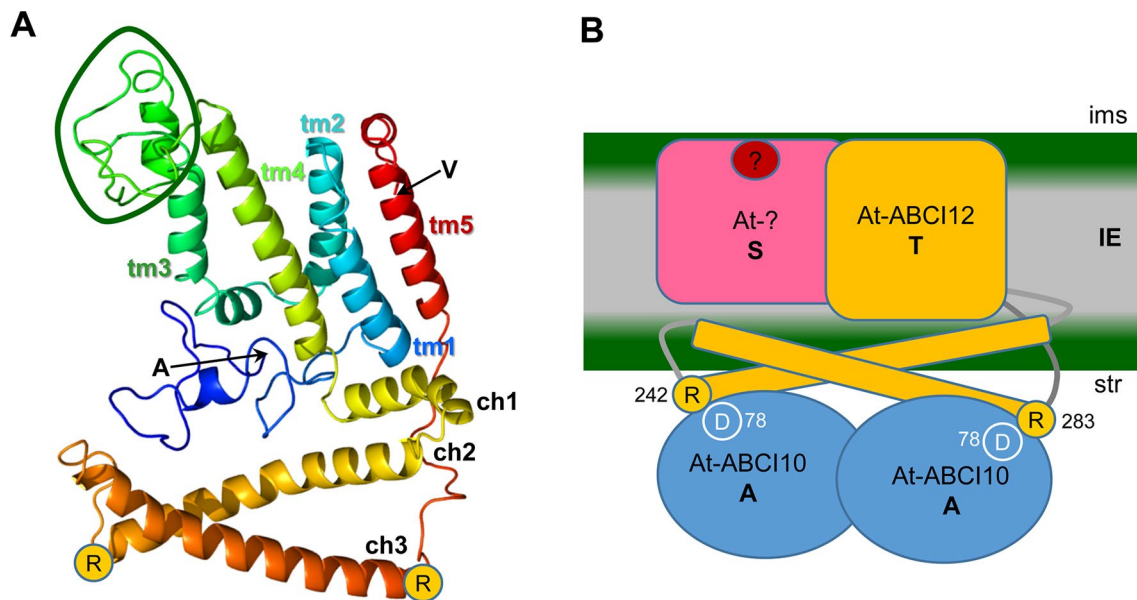 A
tm2
tm4
V
tm5
tm3
A
tm1
ch1
ch2
ch3
R
R
B
ims
?
At-?
S
At-ABCI12
T
IE
str
242
R
D
78
R
283
78
D
At-ABCI10
A
At-ABCI10
A